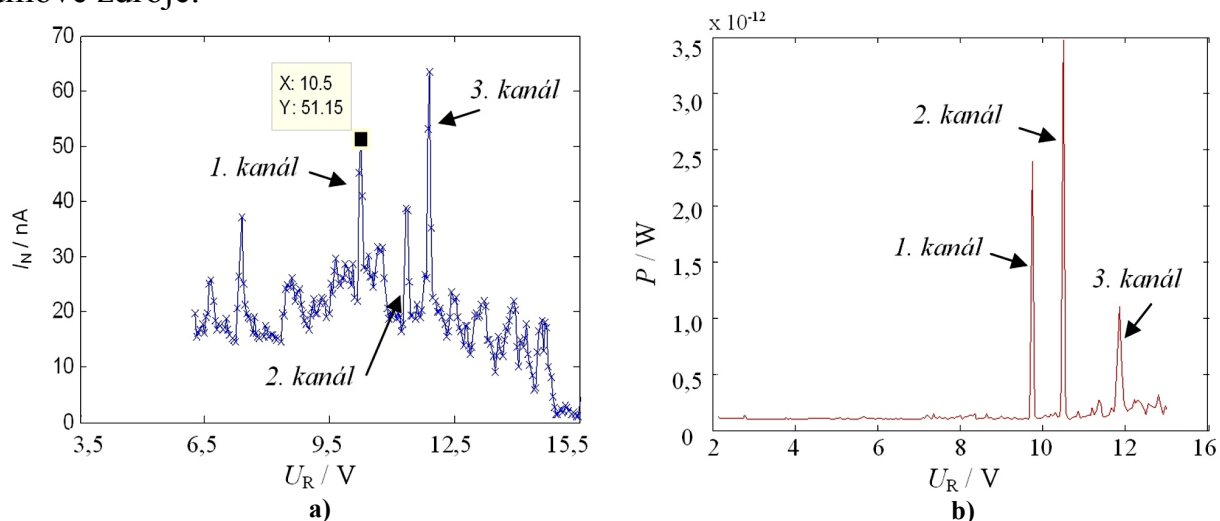 zdroje.
70
60
50
40
30
20
10
0
I_N / nA
X: 10.5
Y: 51.15
1. kanál
3. kanál
2. kanál
3,5 6,5 9,5 12,5 15,5
U_R / V
a)
b)
x 10^-12
3,5
3,0
2,5
2,0
1,5
1,0
0,5
0
P / W
2. kanál
1. kanál
3. kanál
2 4 6 8 10 12 14 16
U_R / V
b)